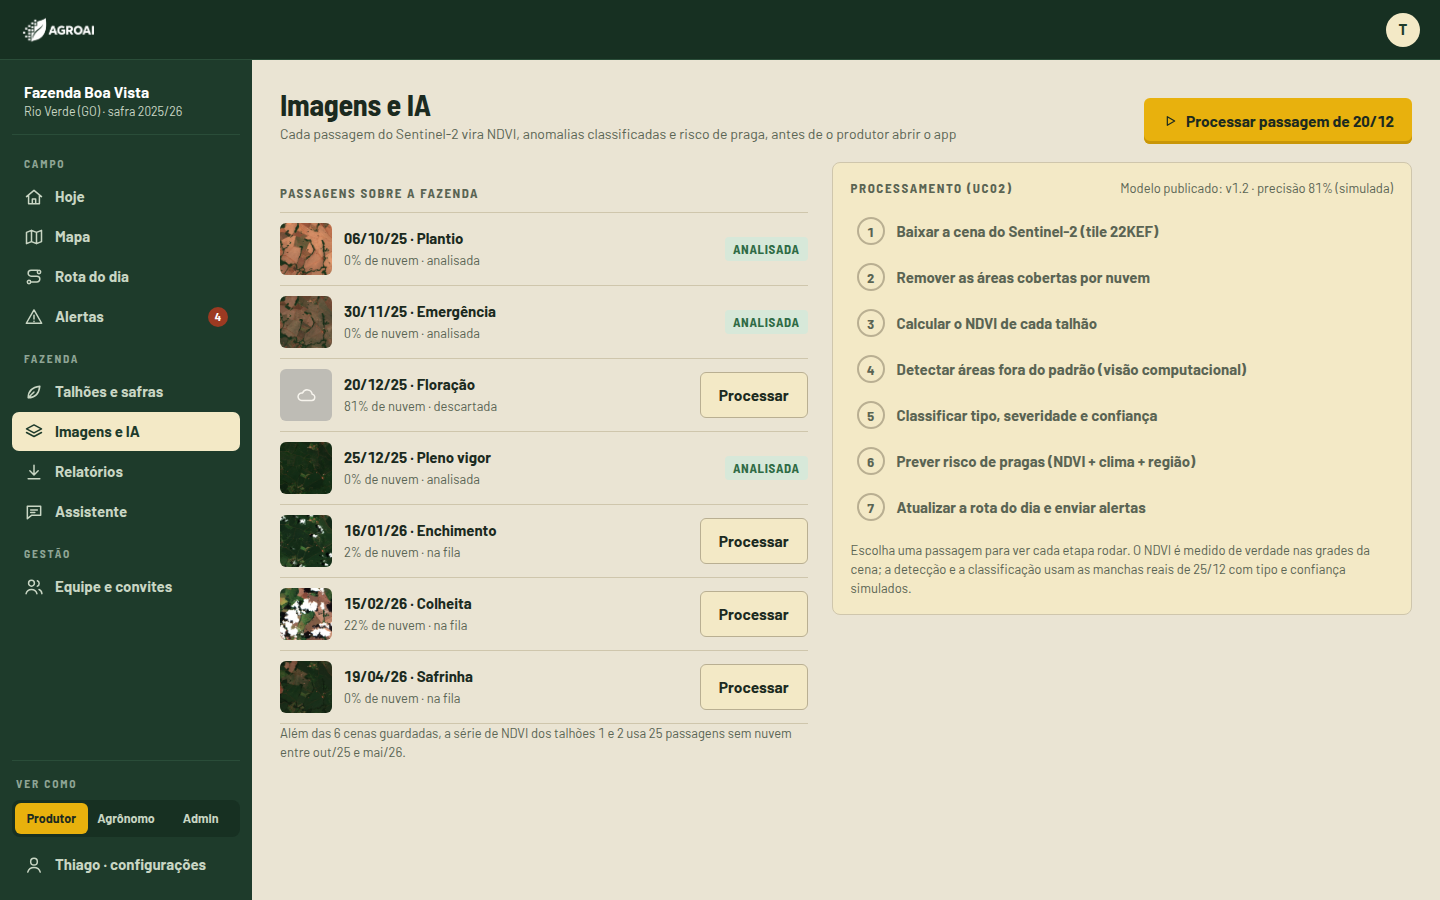 AGROAI
T
Fazenda Boa Vista
Rio Verde (GO) · safra 2025/26
CAMPO
Hoje
Mapa
Rota do dia
Alertas
4
FAZENDA
Talhões e safras
Imagens e IA
Relatórios
Assistente
GESTÃO
Equipe e convites
VER COMO
Produtor
Agrônomo
Admin
Thiago · configurações
Imagens e IA
Cada passagem do Sentinel-2 vira NDVI, anomalias classificadas e risco de praga, antes de o produtor abrir o app
Processar passagem de 20/12
PASSAGENS SOBRE A FAZENDA
06/10/25 · Plantio
0% de nuvem · analisada
ANALISADA
30/11/25 · Emergência
0% de nuvem · analisada
ANALISADA
20/12/25 · Floração
81% de nuvem · descartada
Processar
25/12/25 · Pleno vigor
0% de nuvem · analisada
ANALISADA
16/01/26 · Enchimento
2% de nuvem · na fila
Processar
15/02/26 · Colheita
22% de nuvem · na fila
Processar
19/04/26 · Safrinha
0% de nuvem · na fila
Processar
Além das 6 cenas guardadas, a série de NDVI dos talhões 1 e 2 usa 25 passagens sem nuvem
entre out/25 e mai/26.
PROCESSAMENTO (UC02)
Modelo publicado: v1.2 · precisão 81% (simulada)
1 Baixar a cena do Sentinel-2 (tile 22KEF)
2 Remover as áreas cobertas por nuvem
3 Calcular o NDVI de cada talhão
4 Detectar áreas fora do padrão (visão computacional)
5 Classificar tipo, severidade e confiança
6 Prever risco de pragas (NDVI + clima + região)
7 Atualizar a rota do dia e enviar alertas
Escolha uma passagem para ver cada etapa rodar. O NDVI é medido de verdade nas grades da
cena; a detecção e a classificação usam as manchas reais de 25/12 com tipo e confiança
simulados.